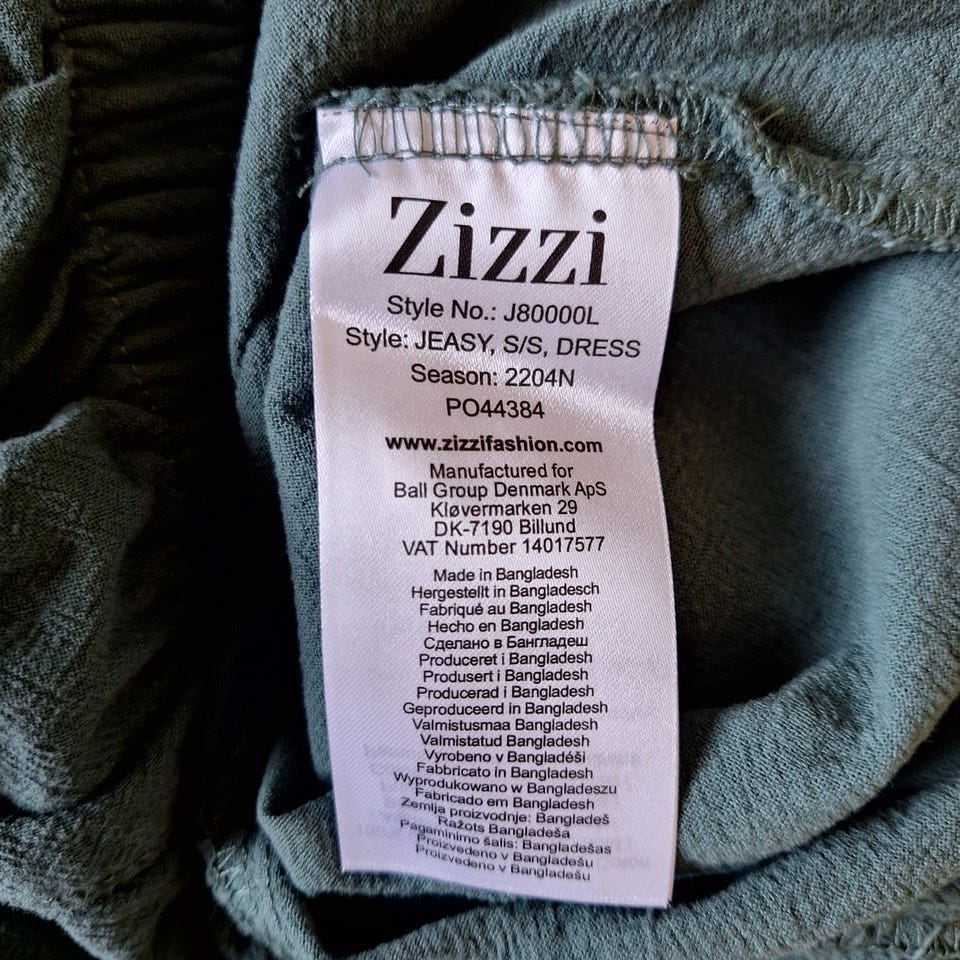 Zizzi
Style No.: J80000L
Style: JEASY, S/S, DRESS
Season: 2204N
PO44384
www.zizzifashion.com
Manufactured for
Ball Group Denmark ApS
Kløvermarken 29
DK-7190 Billund
VAT Number 14017577
Made in Bangladesh
Hergestellt in Bangladesch
Fabriqué au Bangladesh
Hecho en Bangladesh
Сделано в Бангладеш
Produceret i Bangladesh
Produsert i Bangladesh
Producerad i Bangladesh
Geproduceerd in Bangladesh
Valmistusmaa Bangladesh
Valmistatud Bangladesh
Vyrobeno v Bangladéši
Fabbricato in Bangladesh
Wyprodukowano w Bangladeszu
Fabricado em Bangladesh
Zemlja proizvodnje: Bangladeš
Ražots Bangladeša
Pagaminimo šalis: Bangladešas
Proizvedeno v Bangladešu
Proizvedeno v Bangladešu